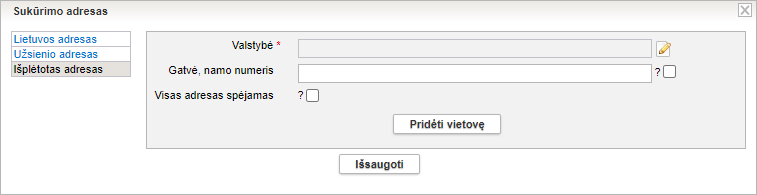 Sukūrimo adresas
Lietuvos adresas
Užsienio adresas
Išplėtotas adresas
Valstybė *
Gatvė, namo numeris
?
Visas adresas spėjamas ?
Pridėti vietovę
Išsaugoti